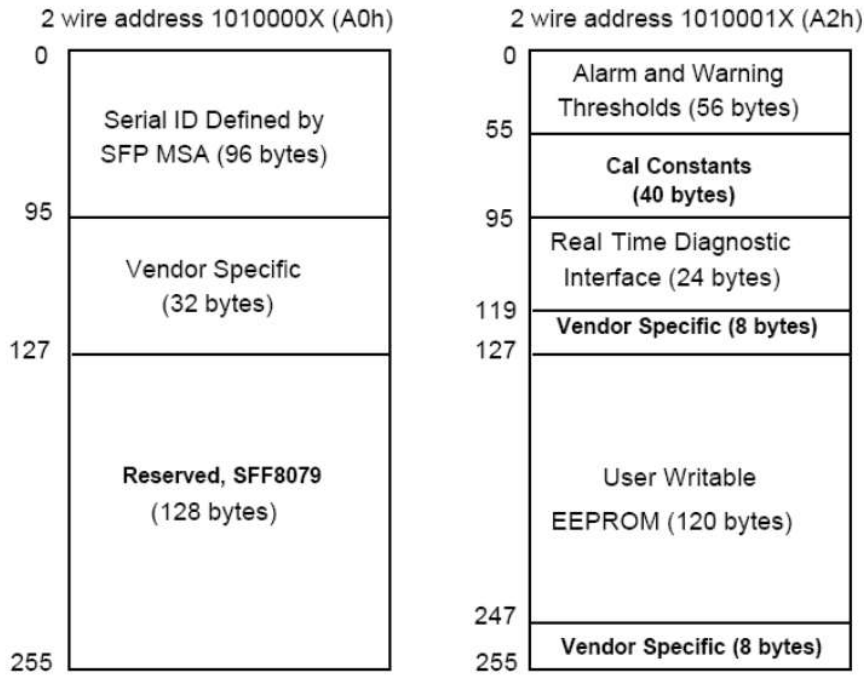 2 wire address 1010000X (A0h)
0
Serial ID Defined by
SFP MSA (96 bytes)
95
Vendor Specific
(32 bytes)
127
Reserved, SFF8079
(128 bytes)
255
2 wire address 1010001X (A2h)
0
Alarm and Warning
Thresholds (56 bytes)
55
Cal Constants
(40 bytes)
95
Real Time Diagnostic
Interface (24 bytes)
119
Vendor Specific (8 bytes)
127
User Writable
EEPROM (120 bytes)
247
Vendor Specific (8 bytes)
255